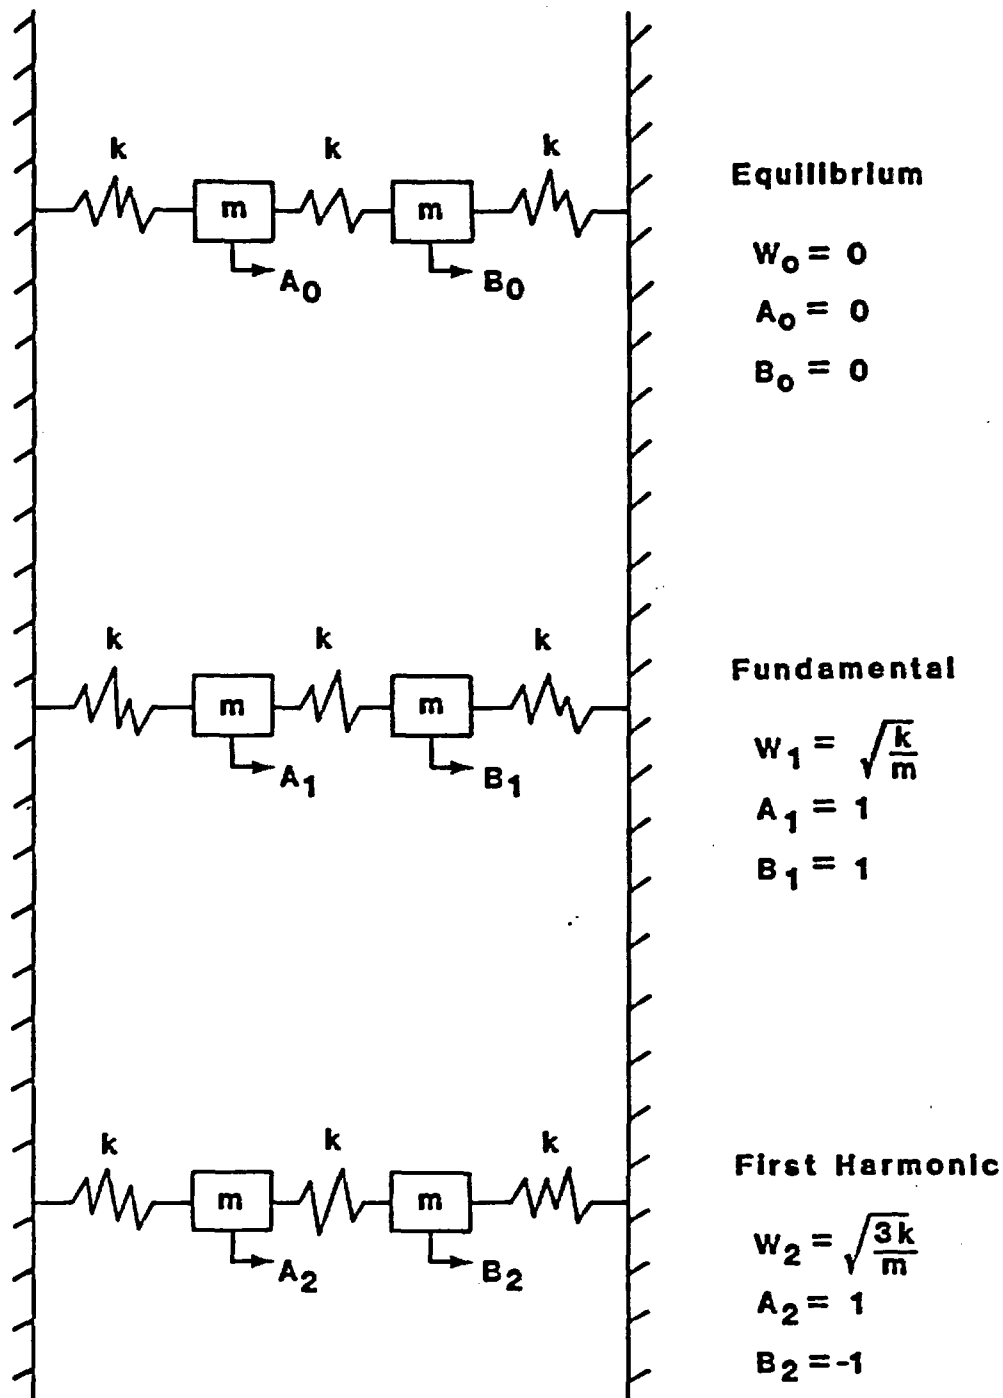 k k k
m m
A₀ B₀
Equilibrium
W₀ = 0
A₀ = 0
B₀ = 0
k k k
m m
A₁ B₁
Fundamental
W₁ = √(k/m)
A₁ = 1
B₁ = 1
k k k
m m
A₂ B₂
First Harmonic
W₂ = √(3k/m)
A₂ = 1
B₂ = -1